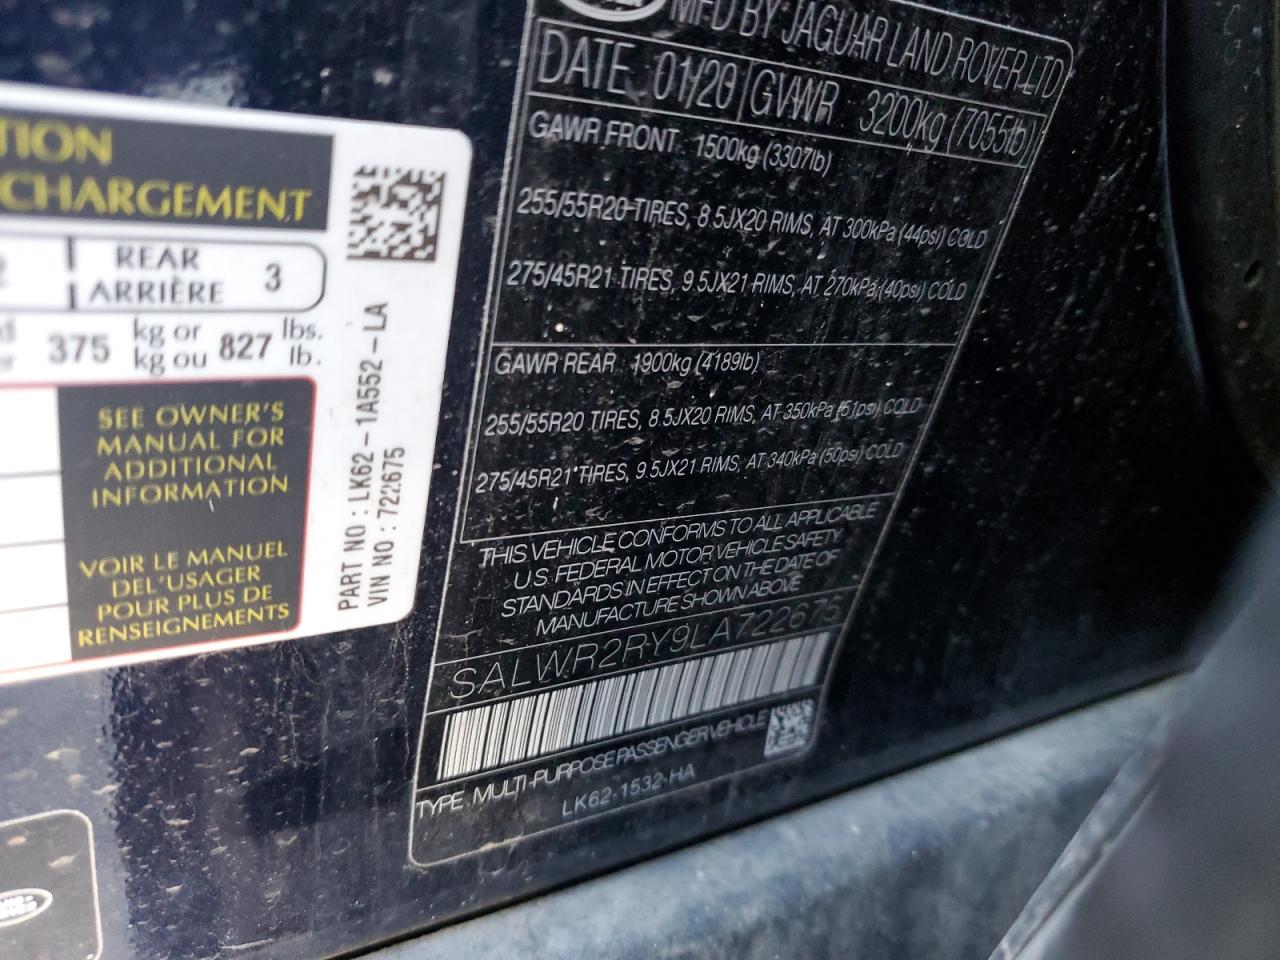 TION
CHARGEMENT
REAR
ARRIÈRE 3
375 kg or 827 lbs.
kg ou lb.
SEE OWNER'S
MANUAL FOR
ADDITIONAL
INFORMATION
VOIR LE MANUEL
DEL'USAGER
POUR PLUS DE
RENSEIGNEMENTS
PART NO : LK62-1A552-LA
VIN NO : 722675
MFD BY JAGUAR LAND ROVER LTD
DATE 01/20 GVWR 3200kg (7055lb)
GAWR FRONT 1500kg (3307lb)
255/55R20 TIRES, 8.5JX20 RIMS, AT 300kPa (44psi) COLD
275/45R21 TIRES, 9.5JX21 RIMS, AT 270kPa (40psi) COLD
GAWR REAR 1900kg (4189lb)
255/55R20 TIRES, 8.5JX20 RIMS, AT 350kPa (51psi) COLD
275/45R21 TIRES, 9.5JX21 RIMS, AT 340kPa (50psi) COLD
THIS VEHICLE CONFORMS TO ALL APPLICABLE
U.S. FEDERAL MOTOR VEHICLE SAFETY
STANDARDS IN EFFECT ON THE DATE OF
MANUFACTURE SHOWN ABOVE
SALWR2RY9LA722675
TYPE MULTI-PURPOSE PASSENGER VEHICLE
LK62-1532-HA